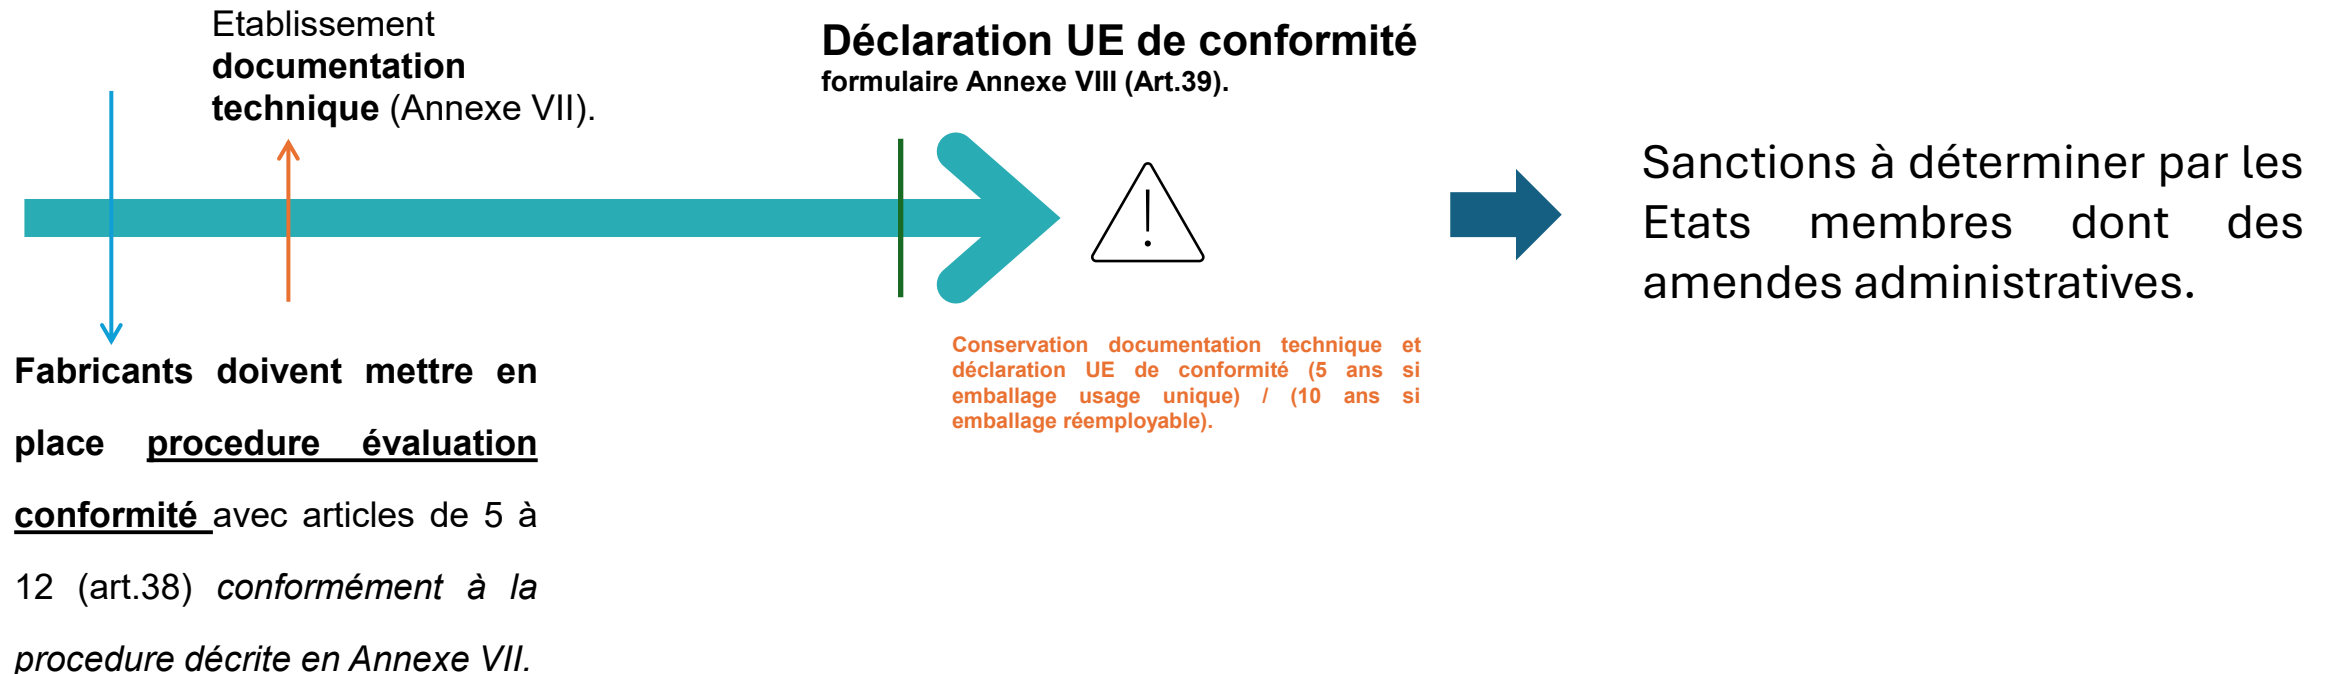 Etablissement
documentation
technique (Annexe VII).
Déclaration UE de conformité
formulaire Annexe VIII (Art.39).
Sanctions à déterminer par les
Etats membres dont des
amendes administratives.
Conservation documentation technique et
déclaration UE de conformité (5 ans si
emballage usage unique) / (10 ans si
emballage réemployable).
Fabricants doivent mettre en
place procedure évaluation
conformité avec articles de 5 à
12 (art.38) conformément à la
procedure décrite en Annexe VII.